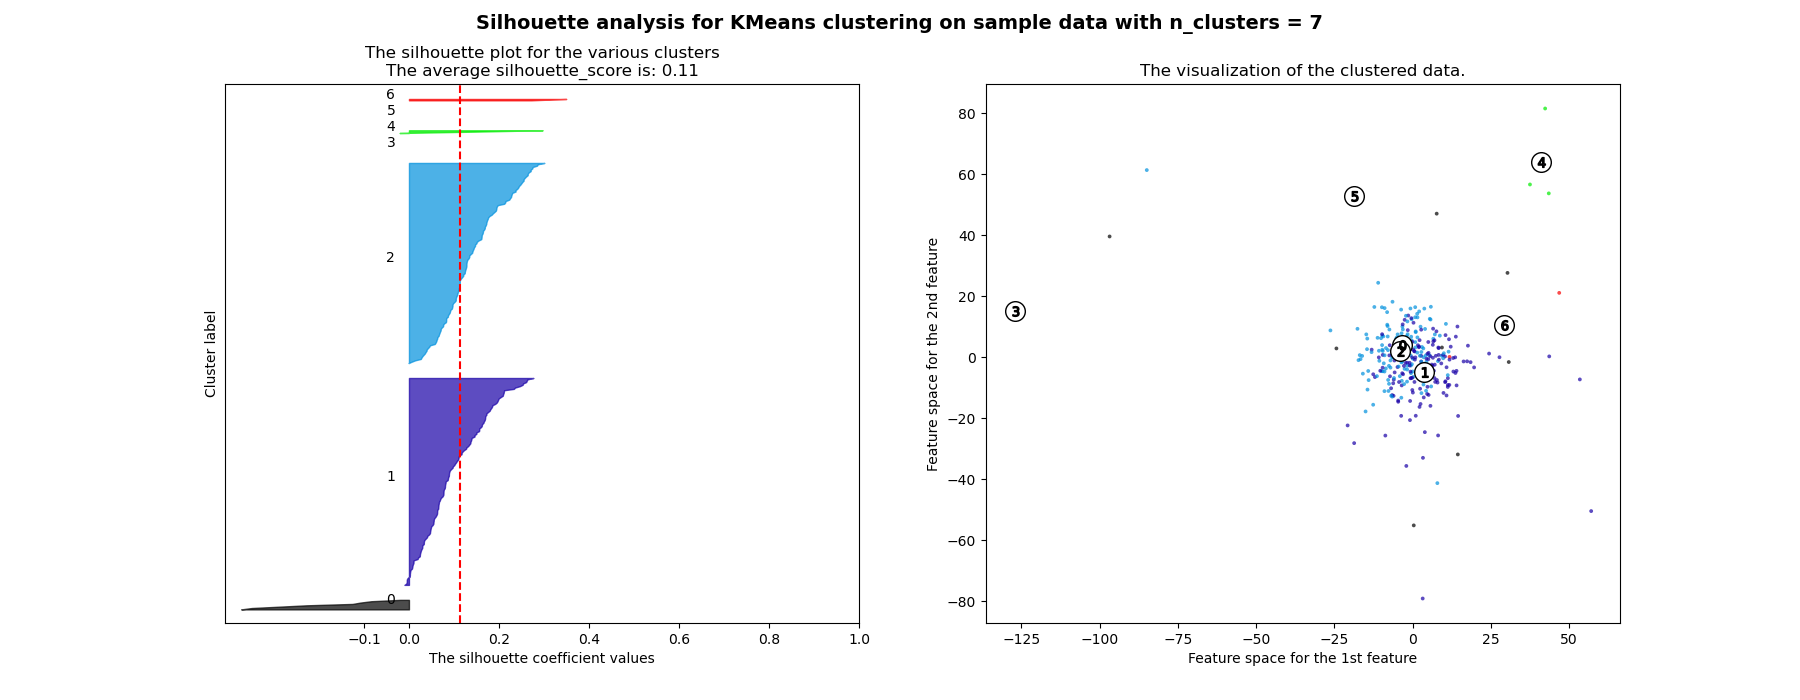 Silhouette analysis for KMeans clustering on sample data with n_clusters = 7
The silhouette plot for the various clusters
The average silhouette_score is: 0.11
6
5
4
3
2
1
0
Cluster label
−0.1 0.0 0.2 0.4 0.6 0.8 1.0
The silhouette coefficient values
The visualization of the clustered data.
80
60
40
20
0
−20
−40
−60
−80
Feature space for the 2nd feature
4
5
3
6
0
2
1
−125 −100 −75 −50 −25 0 25 50
Feature space for the 1st feature